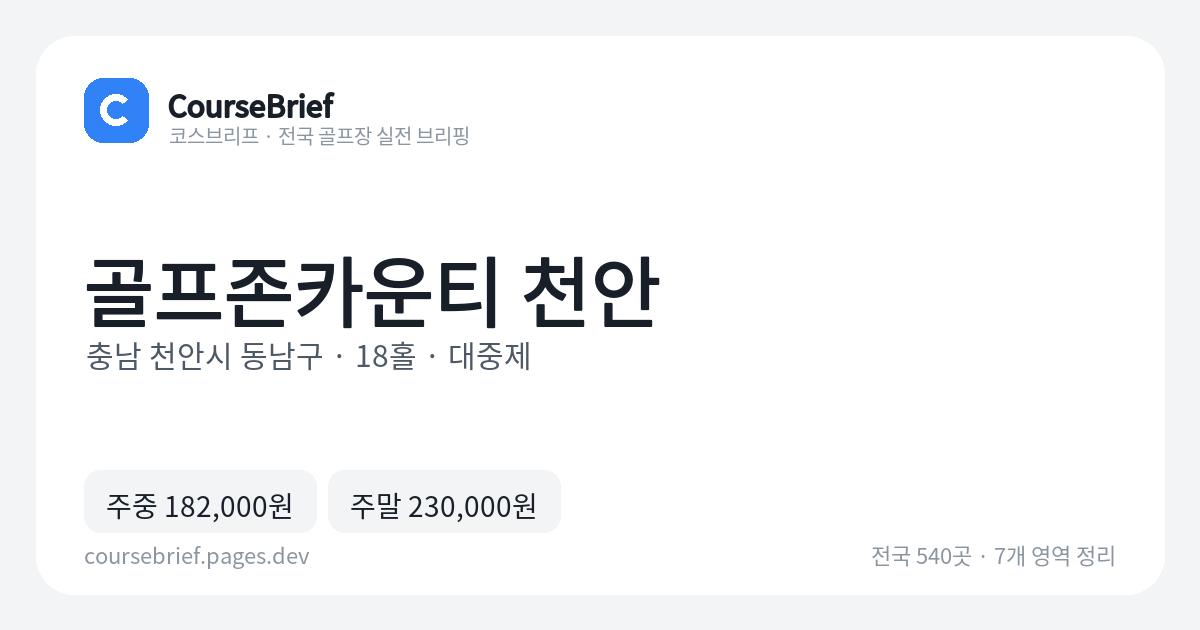 CourseBrief
코스브리프 · 전국 골프장 실전 브리핑
골프존카운티 천안
충남 천안시 동남구 · 18홀 · 대중제
주중 182,000원 주말 230,000원
coursebrief.pages.dev 전국 540곳 · 7개 영역 정리